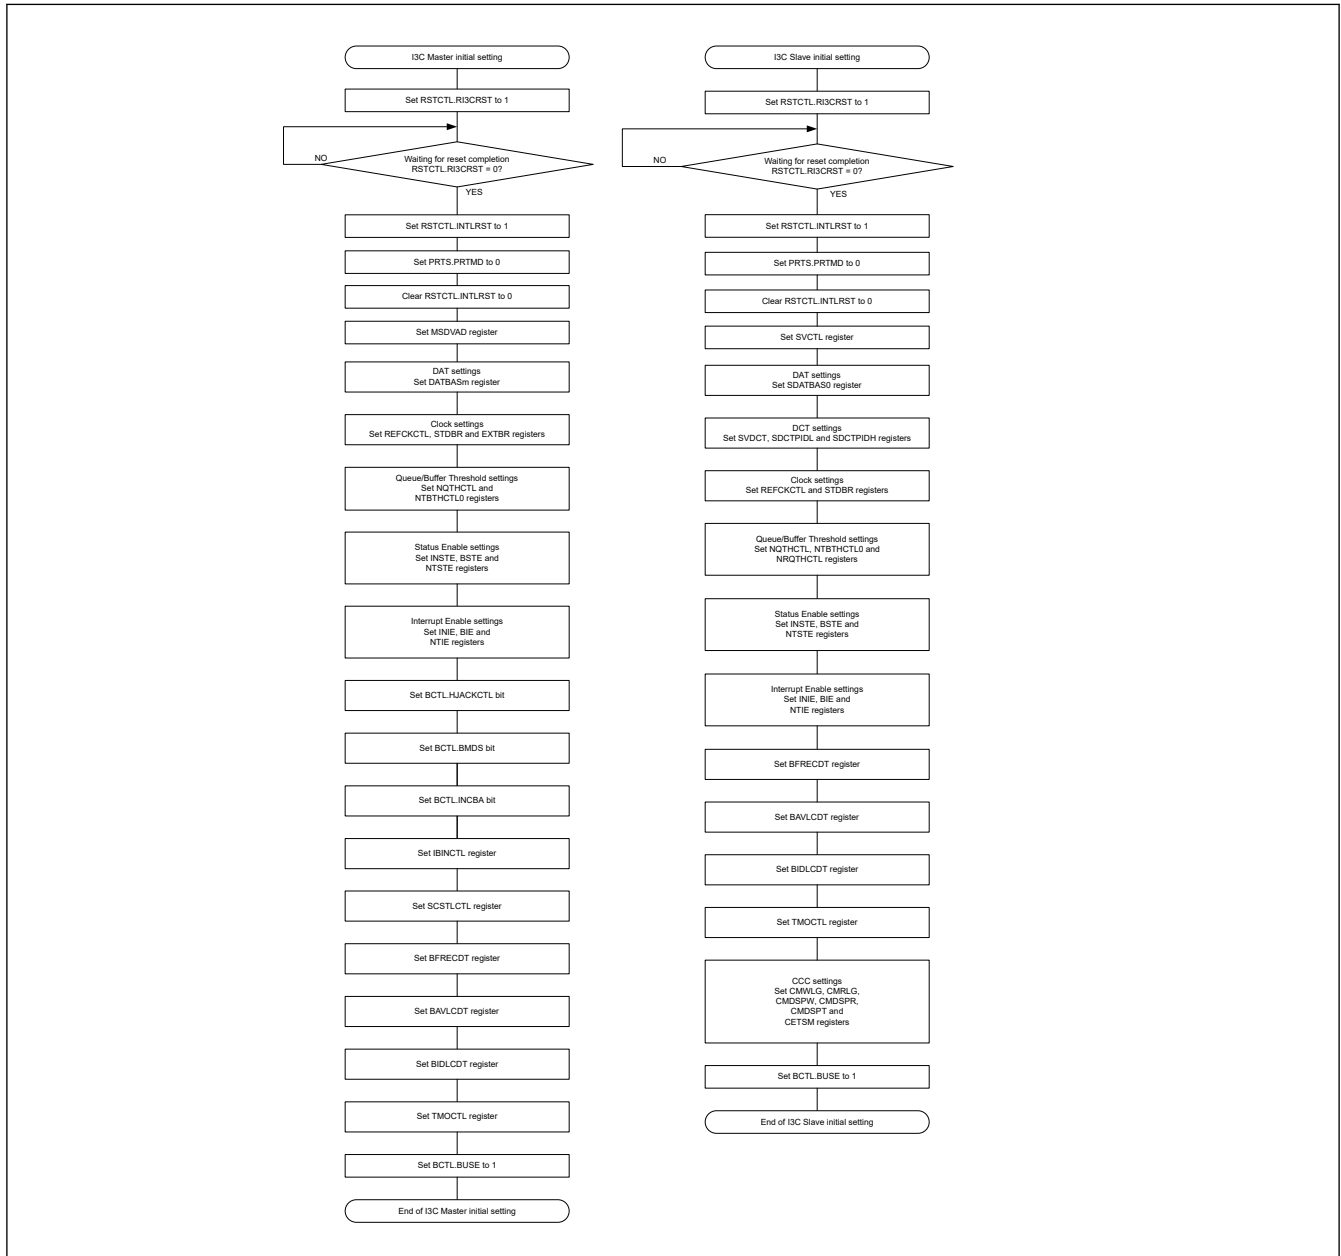 I3C Master initial setting
Set RSTCTL.RI3CRST to 1
NO
Waiting for reset completion
RSTCTL.RI3CRST = 0?
YES
Set RSTCTL.INTLRST to 1
Set PRTS.PRTMD to 0
Clear RSTCTL.INTLRST to 0
Set MSDVAD register
DAT settings
Set DATBASm register
Clock settings
Set REFCKCTL, STDBR and EXTBR registers
Queue/Buffer Threshold settings
Set NQTHCTL and
NTBTHCTL0 registers
Status Enable settings
Set INSTE, BSTE and
NTSTE registers
Interrupt Enable settings
Set INIE, BIE and
NTIE registers
Set BCTL.HJACKCTL bit
Set BCTL.BMDS bit
Set BCTL.INCBA bit
Set IBINCTL register
Set SCSTLCTL register
Set BFRECDT register
Set BAVLCDT register
Set BIDLCDT register
Set TMOCTL register
Set BCTL.BUSE to 1
End of I3C Master initial setting
I3C Slave initial setting
Set RSTCTL.RI3CRST to 1
NO
Waiting for reset completion
RSTCTL.RI3CRST = 0?
YES
Set RSTCTL.INTLRST to 1
Set PRTS.PRTMD to 0
Clear RSTCTL.INTLRST to 0
Set SVCTL register
DAT settings
Set SDATBAS0 register
DCT settings
Set SVDCT, SDCTPIDL and SDCTPIDH registers
Clock settings
Set REFCKCTL and STDBR registers
Queue/Buffer Threshold settings
Set NQTHCTL, NTBTHCTL0 and
NRQTHCTL registers
Status Enable settings
Set INSTE, BSTE and
NTSTE registers
Interrupt Enable settings
Set INIE, BIE and
NTIE registers
Set BFRECDT register
Set BAVLCDT register
Set BIDLCDT register
Set TMOCTL register
CCC settings
Set CMWLG, CMRLG,
CMDSPW, CMDSPR,
CMDSPT and
CETSM registers
Set BCTL.BUSE to 1
End of I3C Slave initial setting